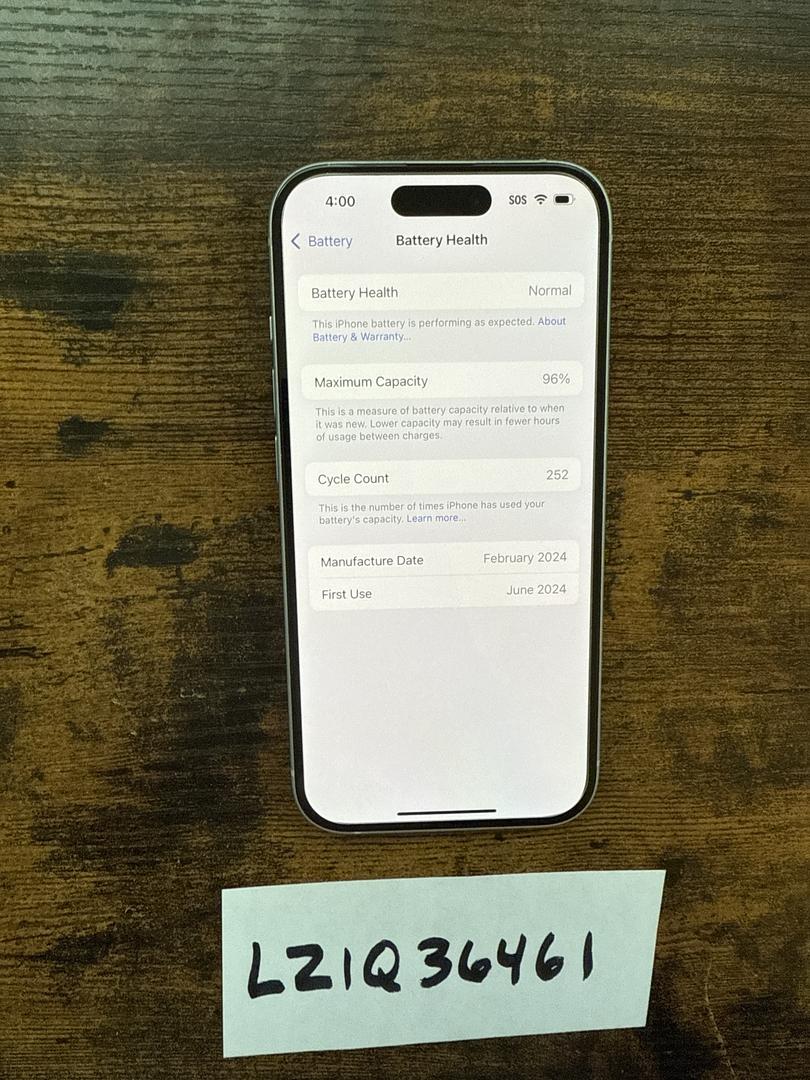 4:00 SOS
Battery Battery Health
Battery Health Normal
This iPhone battery is performing as expected. About
Battery & Warranty...
Maximum Capacity 96%
This is a measure of battery capacity relative to when
it was new. Lower capacity may result in fewer hours
of usage between charges.
Cycle Count 252
This is the number of times iPhone has used your
battery's capacity. Learn more...
Manufacture Date February 2024
First Use June 2024
LZ1Q36461